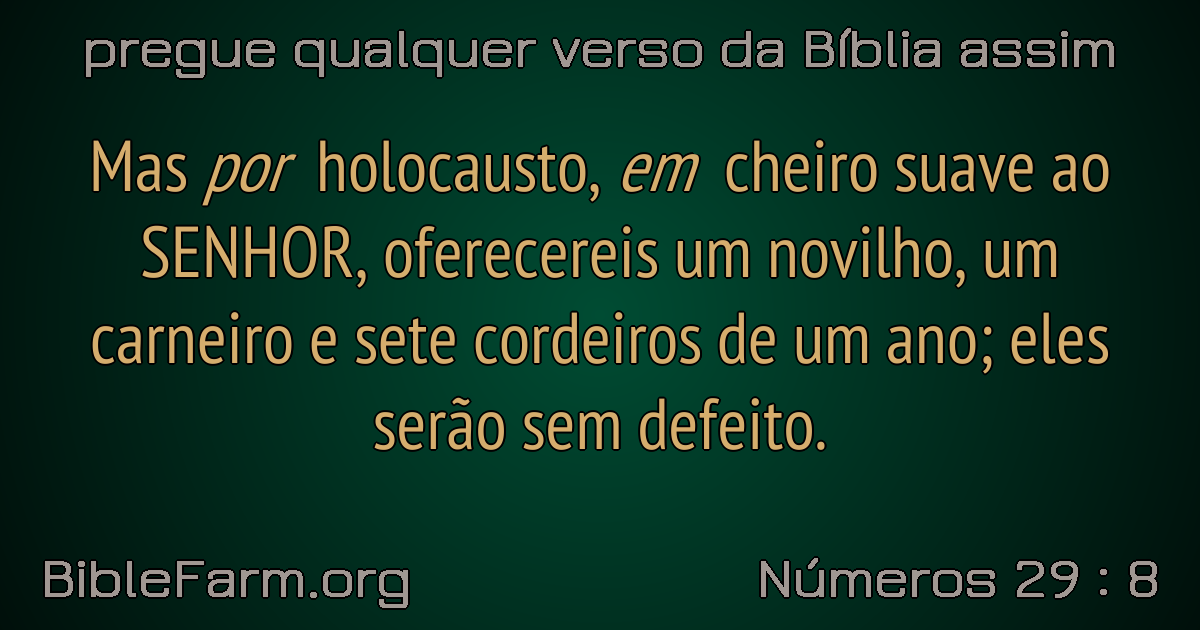 pregue qualquer verso da Bíblia assim
Mas por holocausto, em cheiro suave ao
SENHOR, oferecereis um novilho, um
carneiro e sete cordeiros de um ano; eles
serão sem defeito.
BibleFarm.org
Números 29 : 8